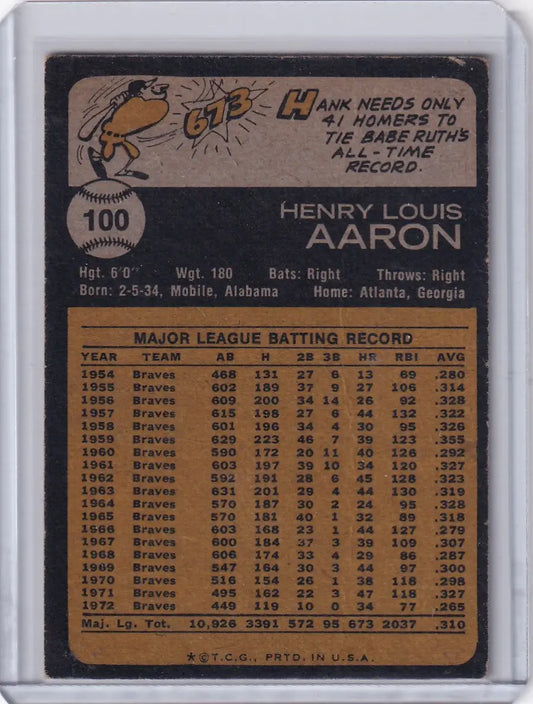 673
HANK NEEDS ONLY
41 HOMERS TO
TIE BABE RUTH'S
ALL-TIME
RECORD.
100
HENRY LOUIS
AARON
Hgt. 6'0" Wgt. 180 Bats: Right Throws: Right
Born: 2-5-34, Mobile, Alabama Home: Atlanta, Georgia
MAJOR LEAGUE BATTING RECORD
YEAR TEAM AB H 2B 3B HR RBI AVG
1954 Braves 468 131 27 6 13 69 .280
1955 Braves 602 189 37 9 27 106 .314
1956 Braves 609 200 34 14 26 92 .328
1957 Braves 615 198 27 6 44 132 .322
1958 Braves 601 196 34 4 30 95 .326
1959 Braves 629 223 46 7 39 123 .355
1960 Braves 590 172 20 11 40 126 .292
1961 Braves 603 197 39 10 34 120 .327
1962 Braves 592 191 28 6 45 128 .323
1963 Braves 631 201 29 4 44 130 .319
1964 Braves 570 187 30 2 24 95 .328
1965 Braves 570 181 40 1 32 89 .318
1966 Braves 603 168 23 1 44 127 .279
1967 Braves 600 184 37 3 39 109 .307
1968 Braves 606 174 33 4 29 86 .287
1969 Braves 547 164 30 3 44 97 .300
1970 Braves 516 154 26 1 38 118 .298
1971 Braves 495 162 22 3 47 118 .327
1972 Braves 449 119 10 0 34 77 .265
Maj. Lg. Tot. 10,926 3391 572 95 673 2037 .310
★©T.C.G., PRTD. IN U.S.A.